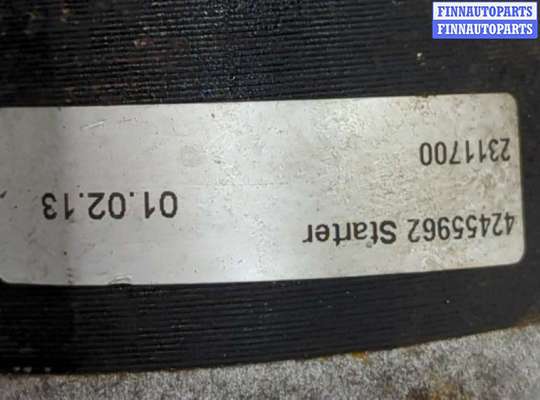 FINNAUTOPARTS
FINNAUTOPARTS
42455962 Starter
01.02.13
2311700